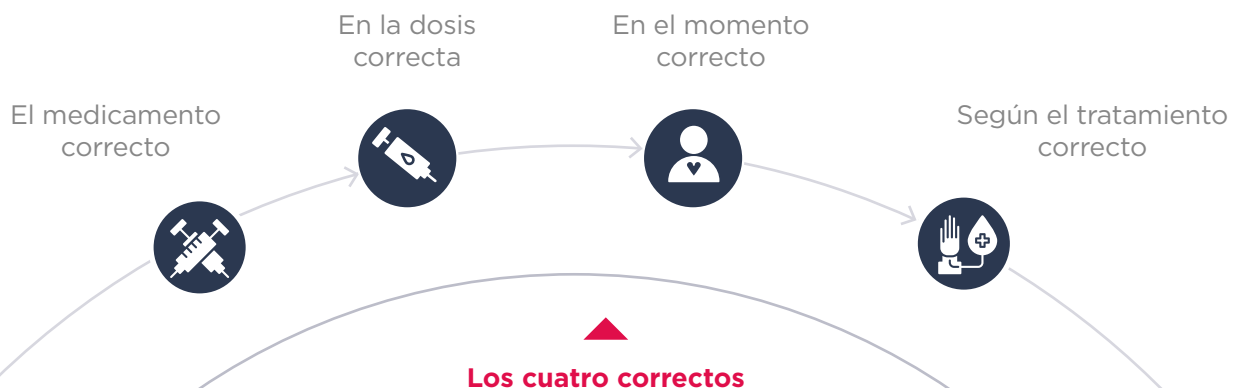 El medicamento
correcto
En la dosis
correcta
En el momento
correcto
Según el tratamiento
correcto
Los cuatro correctos